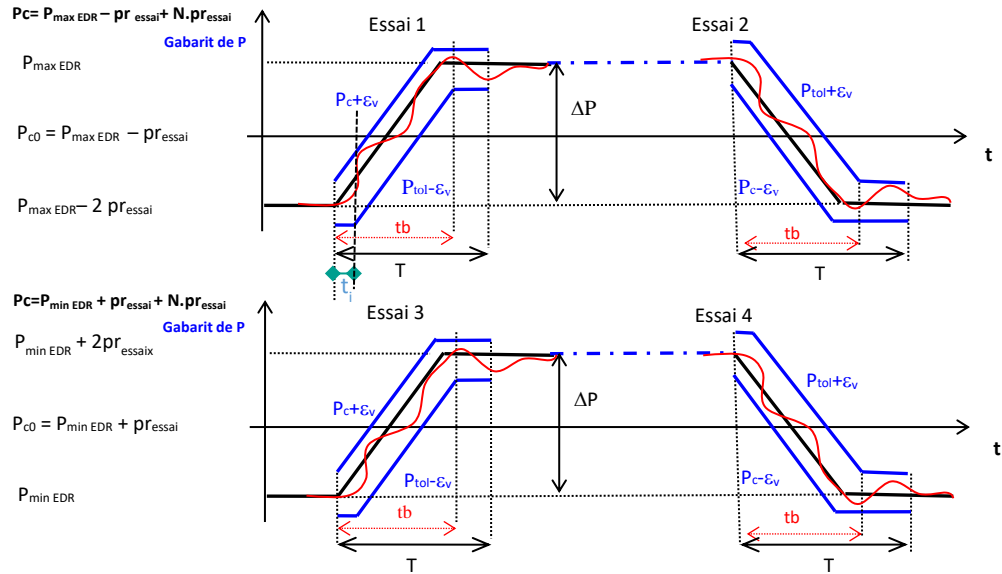 Pc= Pmax EDR – pressai+ N.pressai
Essai 1
Essai 2
Gabarit de P
Pmax EDR
Pc+εv
ΔP
Ptol+εv
Pc0 = Pmax EDR – pressai
t
Ptol-εv
Pc-εv
Pmax EDR– 2 pressai
tb
tb
T
T
ti
Pc=Pmin EDR + pressai + N.pressai
Gabarit de P
Essai 3
Essai 4
Pmin EDR + 2pressaix
Pc+εv
ΔP
Ptol+εv
Pc0 = Pmin EDR + pressai
t
Ptol-εv
Pc-εv
Pmin EDR
tb
tb
T
T